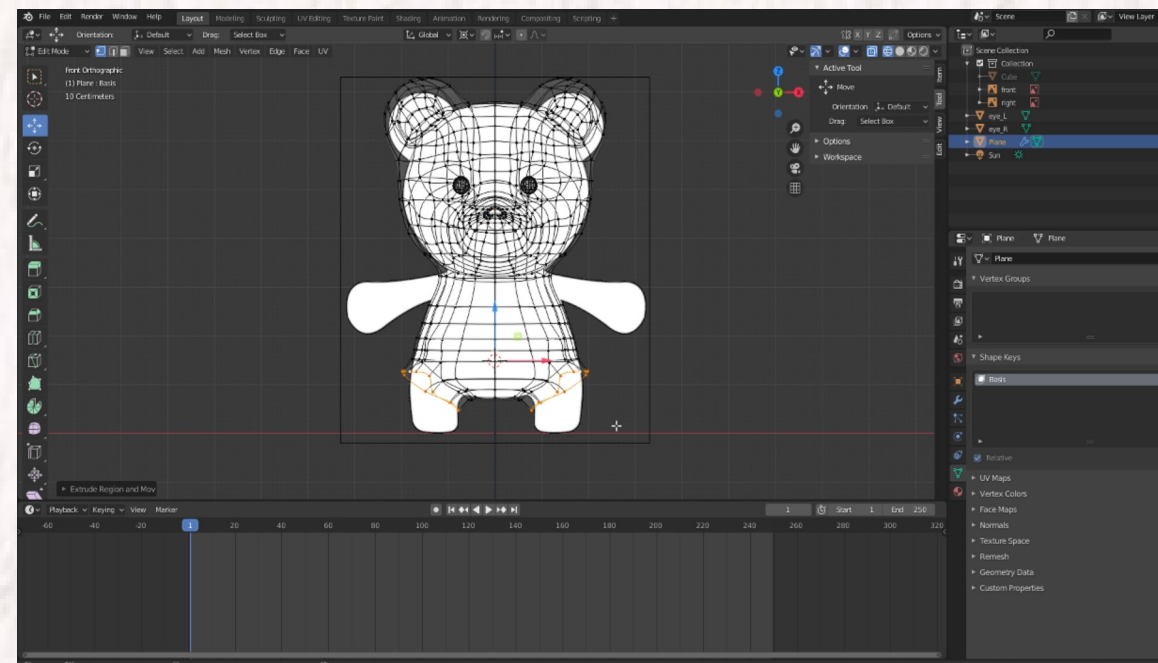 File Edit Render Window Help Layout Modeling Sculpting UV Editing Texture Paint Shading Animation Rendering Compositing Scripting + Scene View Layer
Orientation: Default Drag: Select Box Global X Y Z Options
Edit Mode View Select Add Mesh Vertex Edge Face UV
Front Orthographic
(1) Plane : Basis
10 Centimeters
Z
Y
X
Active Tool
Move
Orientation Default
Drag: Select Box
Options
Workspace
Item
Tool
View
Edit
Scene Collection
Collection
Cube
front
right
eye_L
eye_R
Plane
Sun
Plane Plane
Plane
Vertex Groups
Shape Keys
Basis
Relative
UV Maps
Vertex Colors
Face Maps
Normals
Texture Space
Remesh
Geometry Data
Custom Properties
Extrude Region and Mov
Playback Keying View Marker 1 Start 1 End 250
-60 -40 -20 1 20 40 60 80 100 120 140 160 180 200 220 240 260 280 300 320